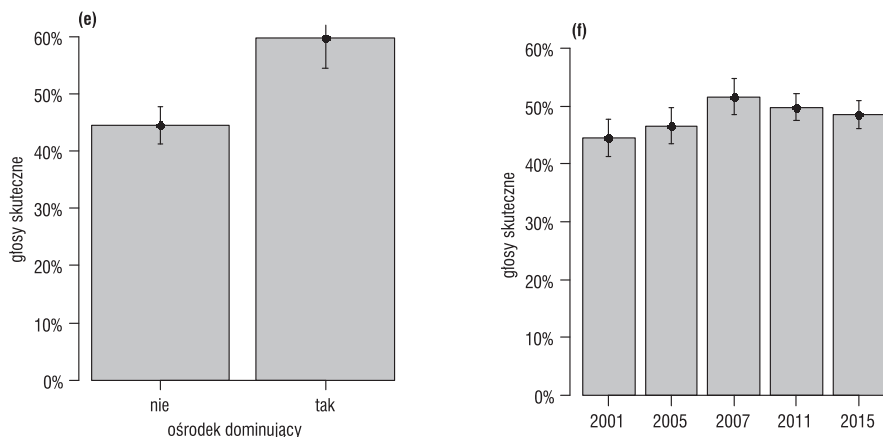 (e)
60%
50%
40%
30%
20%
10%
0%
głosy skuteczne
nie
tak
ośrodek dominujący
(f)
60%
50%
40%
30%
20%
10%
0%
głosy skuteczne
2001
2005
2007
2011
2015